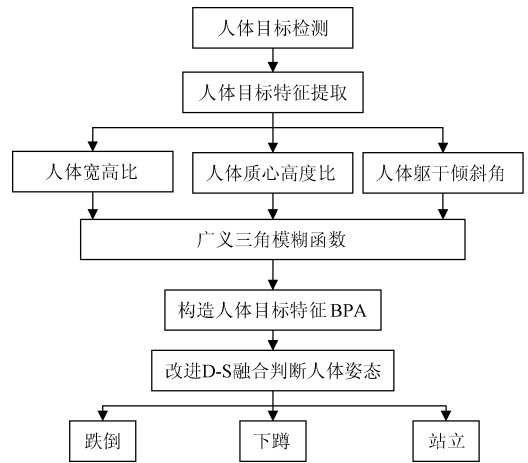 人体目标检测
人体目标特征提取
人体宽高比
人体质心高度比
人体躯干倾斜角
广义三角模糊函数
构造人体目标特征BPA
改进D-S融合判断人体姿态
跌倒
下蹲
站立